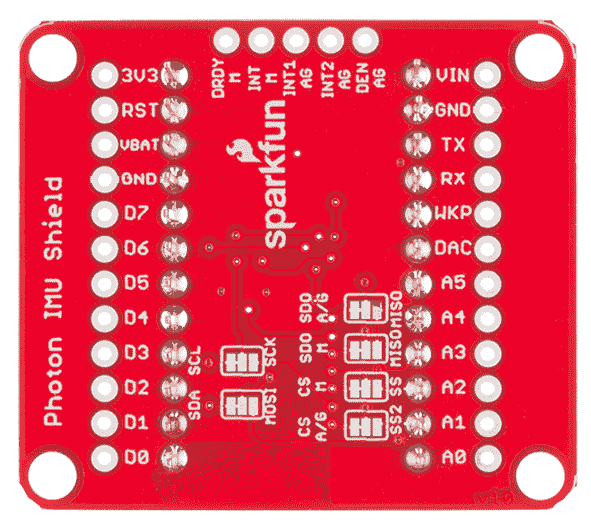 DRDY M
INT M
INT1 AG
INT2 AG
DEN AG
3V3
RST
VBAT
GND
D7
D6
D5
D4
D3
D2
D1
D0
Photon IMU Shield
sparkfun
SCL
SCK
SDA
MOSI
SDO A/G
MISO
SDO M
MISO
CS M
SS
CS A/G
SS2
VIN
GND
TX
RX
WKP
DAC
A5
A4
A3
A2
A1
A0